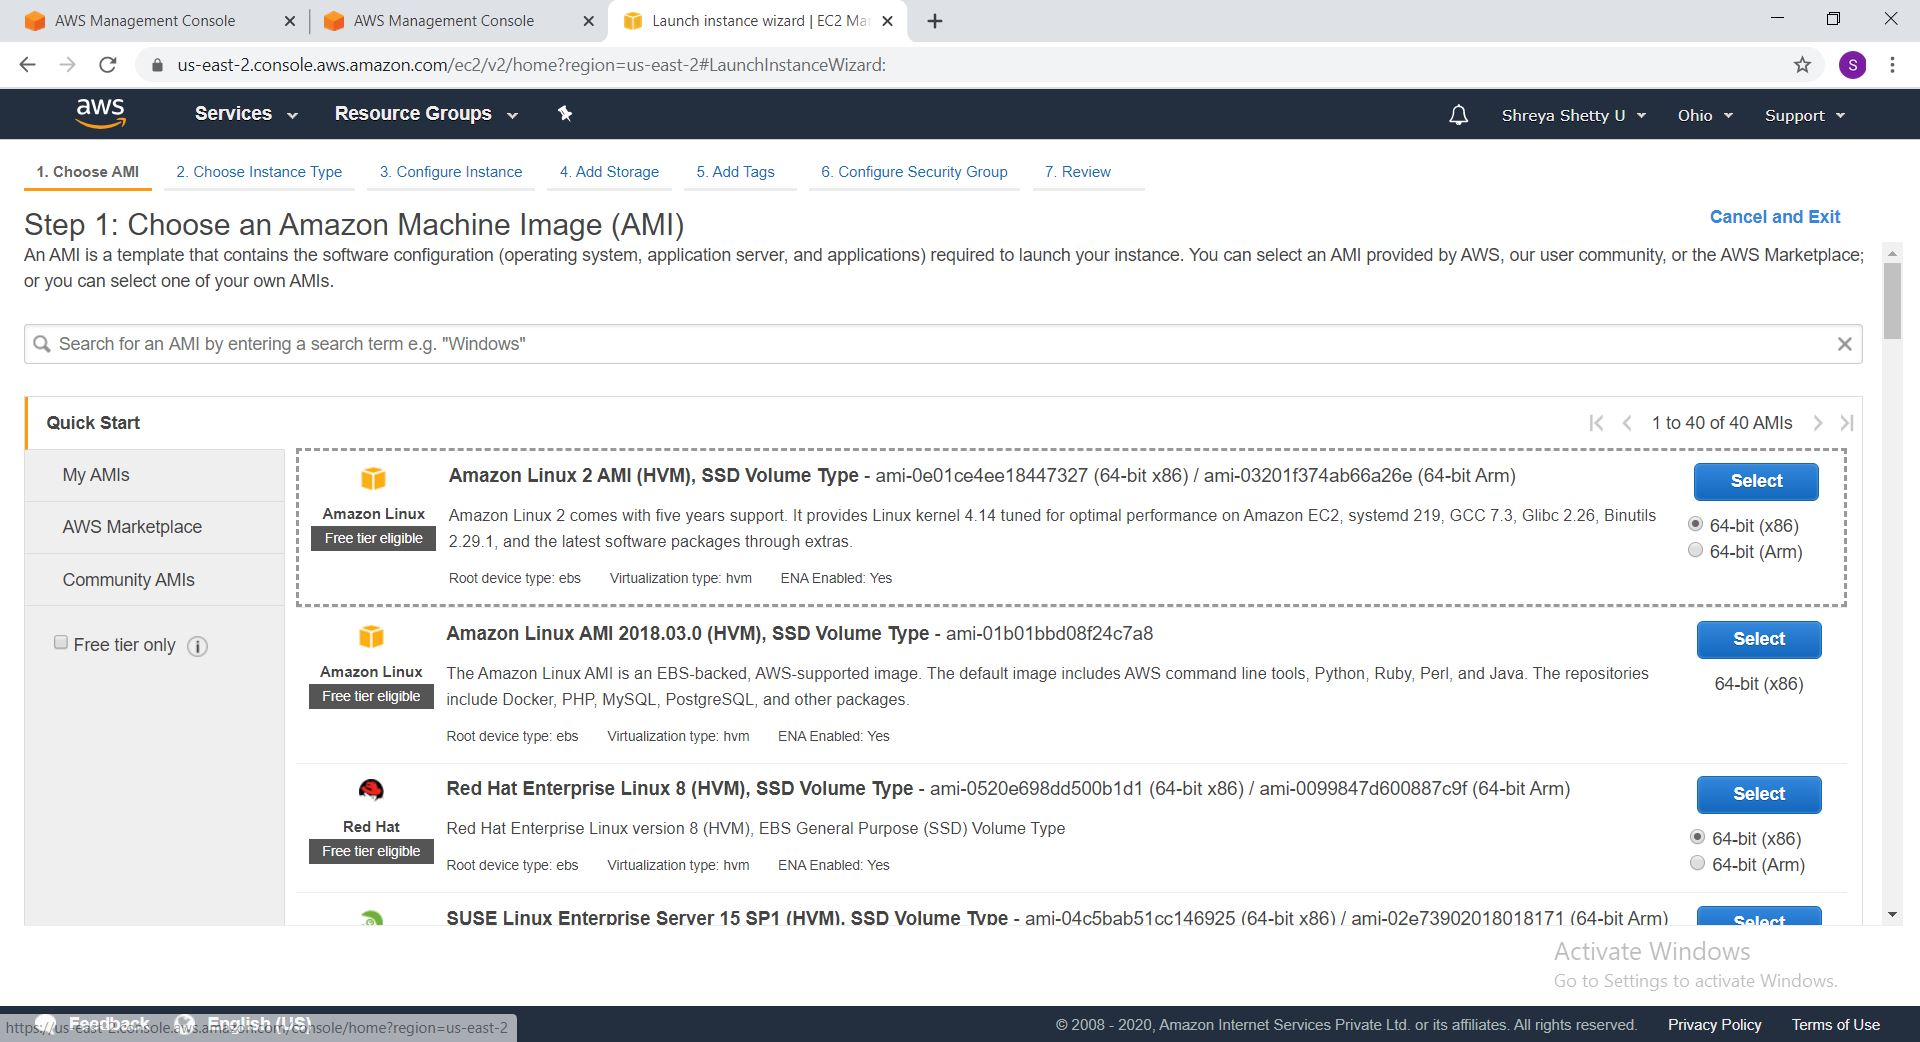 AWS Management Console
AWS Management Console
Launch instance wizard | EC2 Ma
us-east-2.console.aws.amazon.com/ec2/v2/home?region=us-east-2#LaunchInstanceWizard:
S
aws
Services
Resource Groups
Shreya Shetty U
Ohio
Support
1. Choose AMI
2. Choose Instance Type
3. Configure Instance
4. Add Storage
5. Add Tags
6. Configure Security Group
7. Review
Step 1: Choose an Amazon Machine Image (AMI)
Cancel and Exit
An AMI is a template that contains the software configuration (operating system, application server, and applications) required to launch your instance. You can select an AMI provided by AWS, our user community, or the AWS Marketplace;
or you can select one of your own AMIs.
Search for an AMI by entering a search term e.g. "Windows"
Quick Start
1 to 40 of 40 AMIs
My AMIs
AWS Marketplace
Community AMIs
Free tier only
Amazon Linux
Free tier eligible
Amazon Linux 2 AMI (HVM), SSD Volume Type - ami-0e01ce4ee18447327 (64-bit x86) / ami-03201f374ab66a26e (64-bit Arm)
Amazon Linux 2 comes with five years support. It provides Linux kernel 4.14 tuned for optimal performance on Amazon EC2, systemd 219, GCC 7.3, Glibc 2.26, Binutils
2.29.1, and the latest software packages through extras.
Root device type: ebs
Virtualization type: hvm
ENA Enabled: Yes
Select
64-bit (x86)
64-bit (Arm)
Amazon Linux
Free tier eligible
Amazon Linux AMI 2018.03.0 (HVM), SSD Volume Type - ami-01b01bbd08f24c7a8
The Amazon Linux AMI is an EBS-backed, AWS-supported image. The default image includes AWS command line tools, Python, Ruby, Perl, and Java. The repositories
include Docker, PHP, MySQL, PostgreSQL, and other packages.
Root device type: ebs
Virtualization type: hvm
ENA Enabled: Yes
Select
64-bit (x86)
Red Hat
Free tier eligible
Red Hat Enterprise Linux 8 (HVM), SSD Volume Type - ami-0520e698dd500b1d1 (64-bit x86) / ami-0099847d600887c9f (64-bit Arm)
Red Hat Enterprise Linux version 8 (HVM), EBS General Purpose (SSD) Volume Type
Root device type: ebs
Virtualization type: hvm
ENA Enabled: Yes
Select
64-bit (x86)
64-bit (Arm)
SUSE Linux Enterprise Server 15 SP1 (HVM), SSD Volume Type - ami-04c5bab51cc146925 (64-bit x86) / ami-02e73902018018171 (64-bit Arm)
Select
Activate Windows
Go to Settings to activate Windows.
Feedback
English (US)
https://us-east-2.console.aws.amazon.com/console/home?region=us-east-2
© 2008 - 2020, Amazon Internet Services Private Ltd. or its affiliates. All rights reserved.
Privacy Policy
Terms of Use